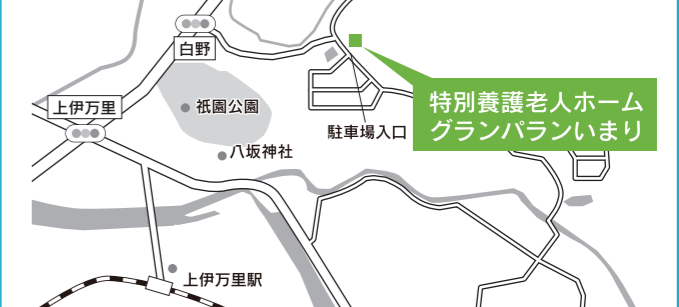 白野
上伊万里
祇園公園
八坂神社
駐車場入口
特別養護老人ホーム
グランパランいまり
上伊万里駅